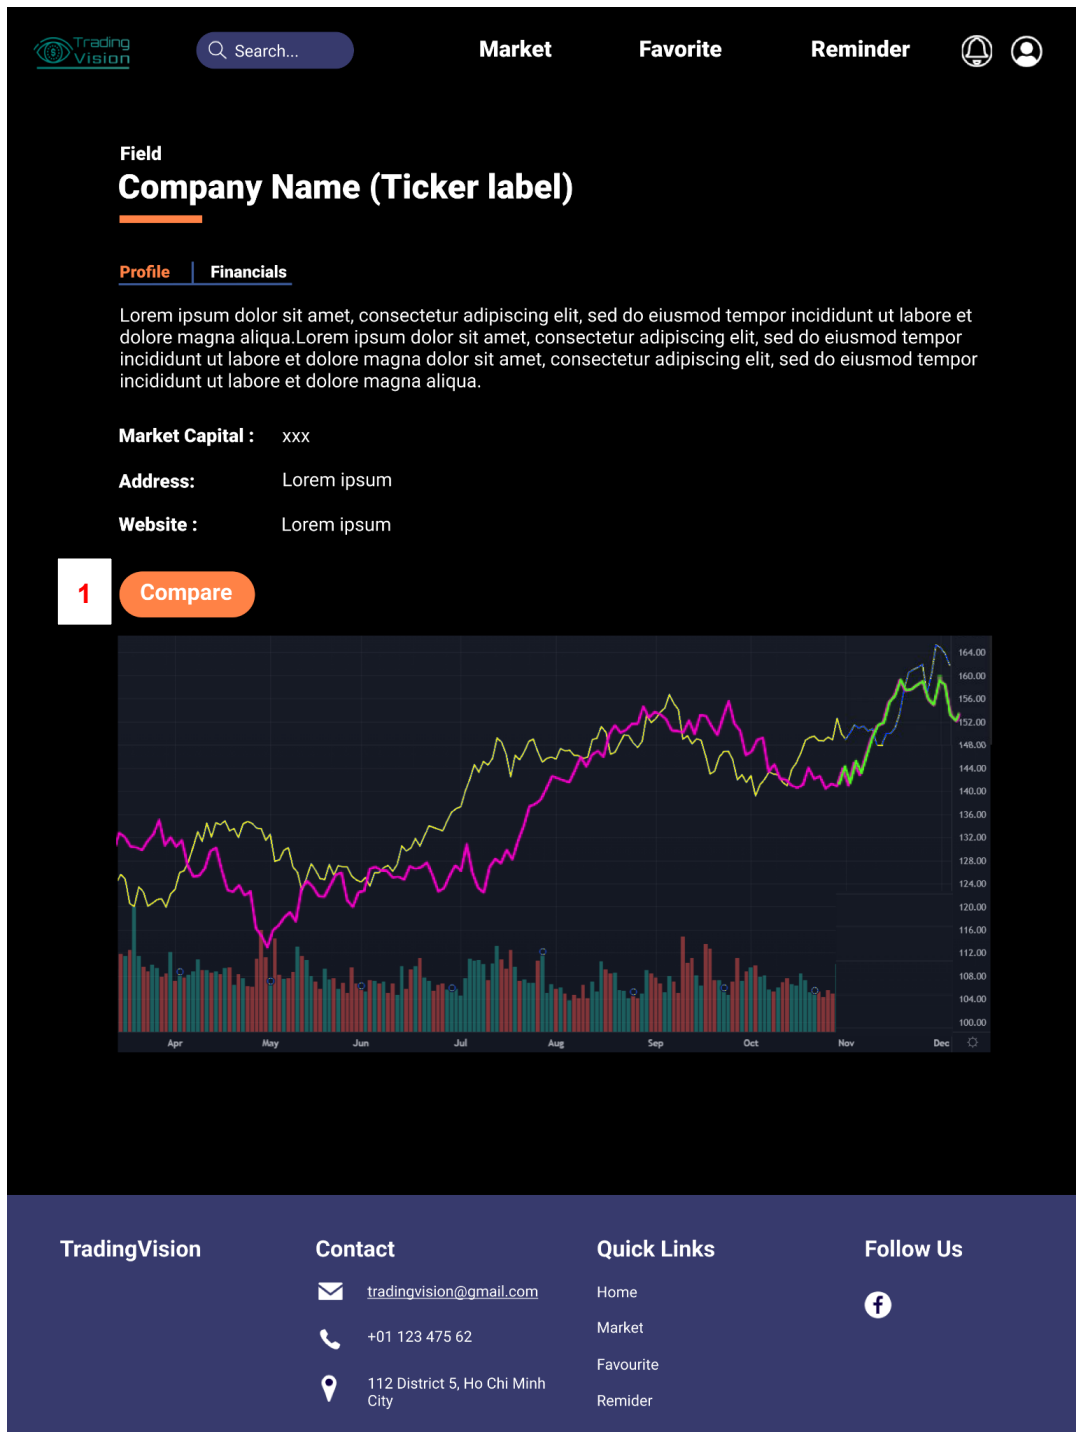 Trading
Vision
Search...
Market
Favorite
Reminder
Field
Company Name (Ticker label)
Profile
Financials
Lorem ipsum dolor sit amet, consectetur adipiscing elit, sed do eiusmod tempor incididunt ut labore et
dolore magna aliqua.Lorem ipsum dolor sit amet, consectetur adipiscing elit, sed do eiusmod tempor
incididunt ut labore et dolore magna dolor sit amet, consectetur adipiscing elit, sed do eiusmod tempor
incididunt ut labore et dolore magna aliqua.
Market Capital : xxx
Address: Lorem ipsum
Website : Lorem ipsum
1
Compare
164.00
160.00
156.00
152.00
148.00
144.00
140.00
136.00
132.00
128.00
124.00
120.00
116.00
112.00
108.00
104.00
100.00
Apr May Jun Jul Aug Sep Oct Nov Dec
TradingVision
Contact
tradingvision@gmail.com
+01 123 475 62
112 District 5, Ho Chi Minh
City
Quick Links
Home
Market
Favourite
Remider
Follow Us